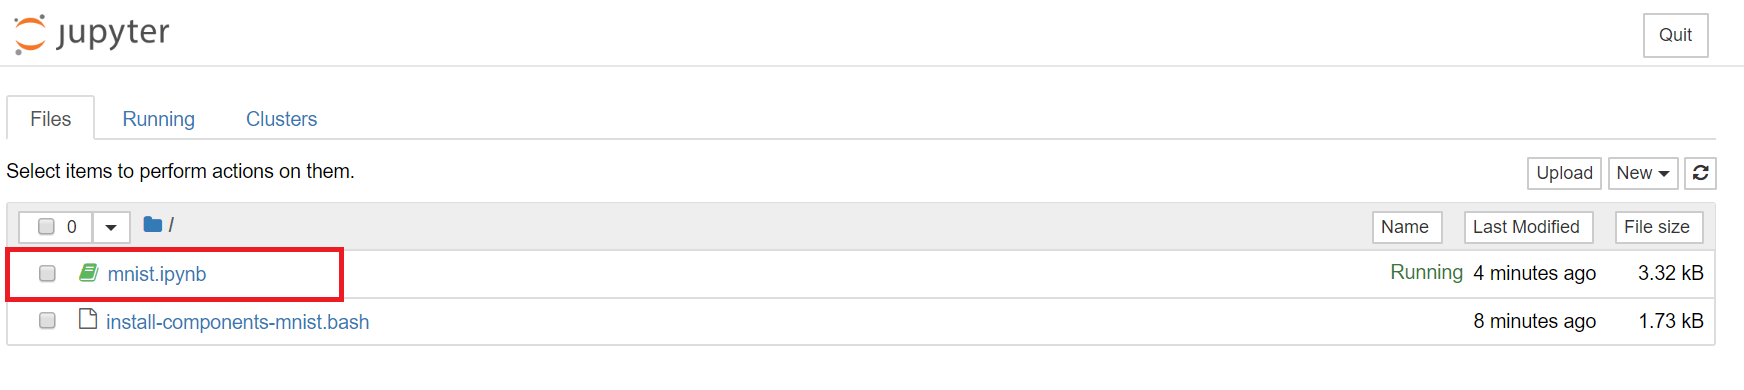 jupyter
Quit
Files Running Clusters
Select items to perform actions on them.
Upload New
0 / Name Last Modified File size
mnist.ipynb Running 4 minutes ago 3.32 kB
install-components-mnist.bash 8 minutes ago 1.73 kB